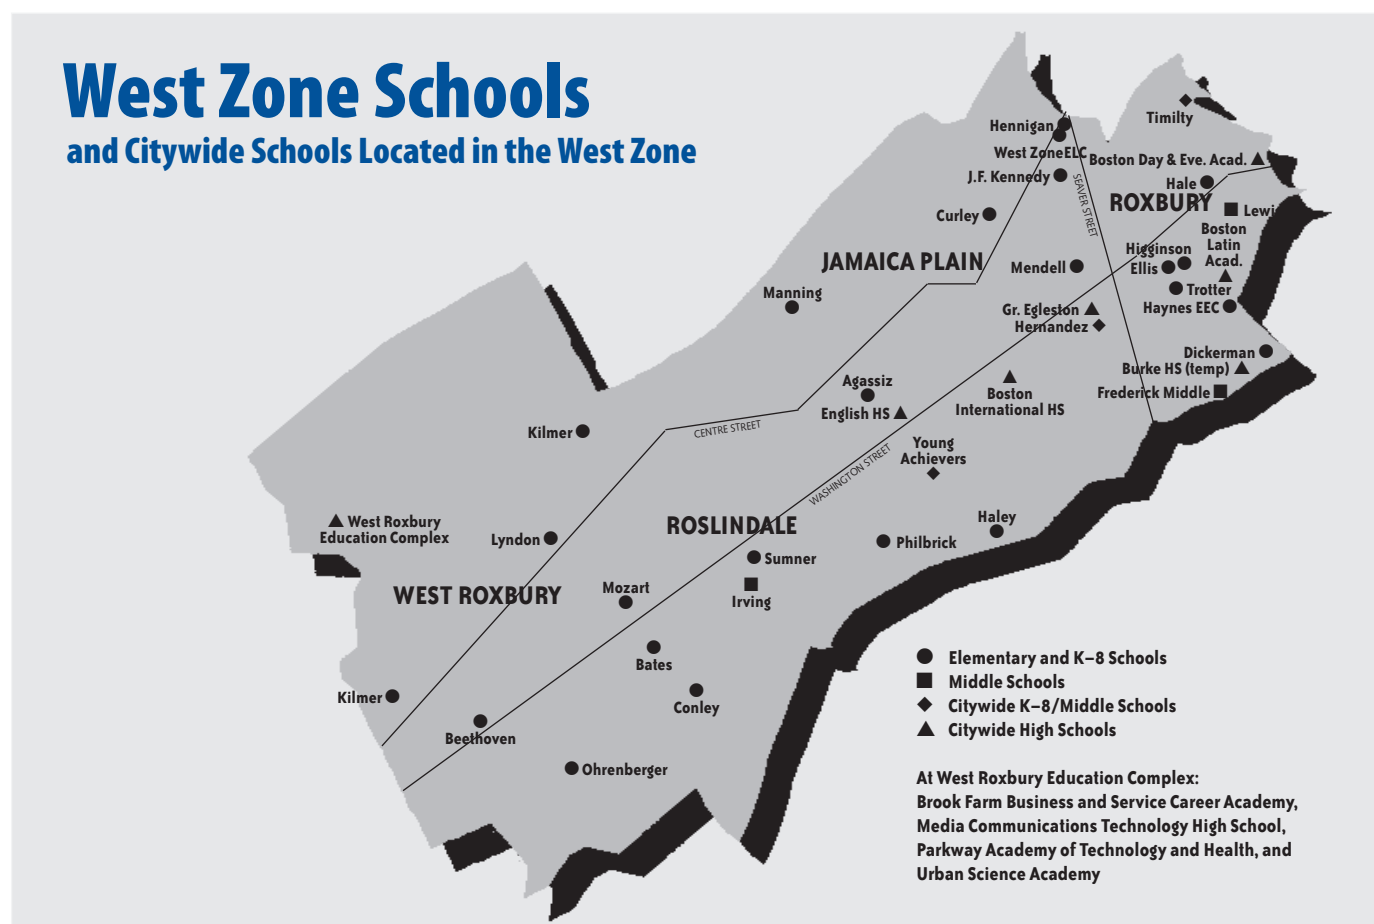 West Zone Schools
and Citywide Schools Located in the West Zone
Timilty
Hennigan
West ZoneELC
Boston Day & Eve. Acad.
J.F. Kennedy
Hale
SEAVER STREET
ROXBURY
Lewis
Curley
Boston
Latin
Acad.
Higginson
JAMAICA PLAIN
Mendell
Ellis
Manning
Trotter
Gr. Egleston
Haynes EEC
Hernandez
Dickerman
Burke HS (temp)
Agassiz
Boston
International HS
Frederick Middle
English HS
CENTRE STREET
Kilmer
Young
Achievers
WASHINGTON STREET
West Roxbury
Education Complex
Haley
ROSLINDALE
Lyndon
Philbrick
Sumner
WEST ROXBURY
Mozart
Irving
Bates
Kilmer
Conley
Beethoven
Ohrenberger
Elementary and K–8 Schools
Middle Schools
Citywide K–8/Middle Schools
Citywide High Schools
At West Roxbury Education Complex:
Brook Farm Business and Service Career Academy,
Media Communications Technology High School,
Parkway Academy of Technology and Health, and
Urban Science Academy